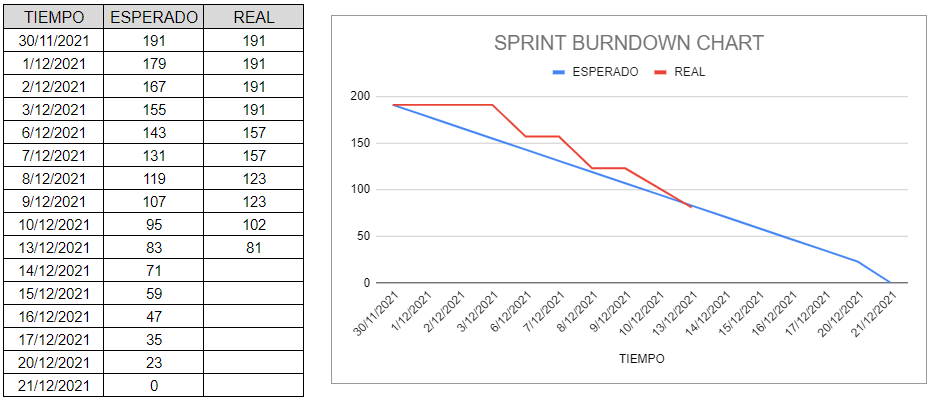 TIEMPO ESPERADO REAL
30/11/2021 191 191
1/12/2021 179 191
2/12/2021 167 191
3/12/2021 155 191
6/12/2021 143 157
7/12/2021 131 157
8/12/2021 119 123
9/12/2021 107 123
10/12/2021 95 102
13/12/2021 83 81
14/12/2021 71
15/12/2021 59
16/12/2021 47
17/12/2021 35
20/12/2021 23
21/12/2021 0
SPRINT BURNDOWN CHART
ESPERADO REAL
200
150
100
50
0
30/11/2021 1/12/2021 2/12/2021 3/12/2021 6/12/2021 7/12/2021 8/12/2021 9/12/2021 10/12/2021 13/12/2021 14/12/2021 15/12/2021 16/12/2021 17/12/2021 20/12/2021 21/12/2021
TIEMPO